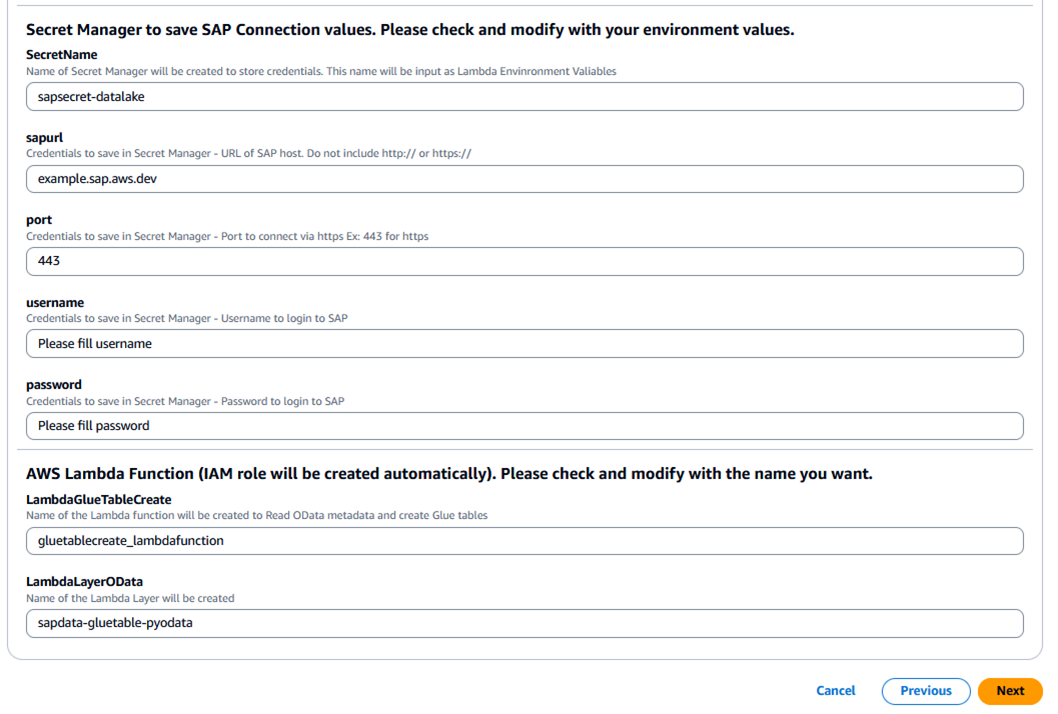 Secret Manager to save SAP Connection values. Please check and modify with your environment values.
SecretName
Name of Secret Manager will be created to store credentials. This name will be input as Lambda Envinronment Valiables
sapsecret-datalake
sapurl
Credentials to save in Secret Manager - URL of SAP host. Do not include http:// or https://
example.sap.aws.dev
port
Credentials to save in Secret Manager - Port to connect via https Ex: 443 for https
443
username
Credentials to save in Secret Manager - Username to login to SAP
Please fill username
password
Credentials to save in Secret Manager - Password to login to SAP
Please fill password
AWS Lambda Function (IAM role will be created automatically). Please check and modify with the name you want.
LambdaGlueTableCreate
Name of the Lambda function will be created to Read OData metadata and create Glue tables
gluetablecreate_lambdafunction
LambdaLayerOData
Name of the Lambda Layer will be created
sapdata-gluetable-pyodata
Cancel Previous Next